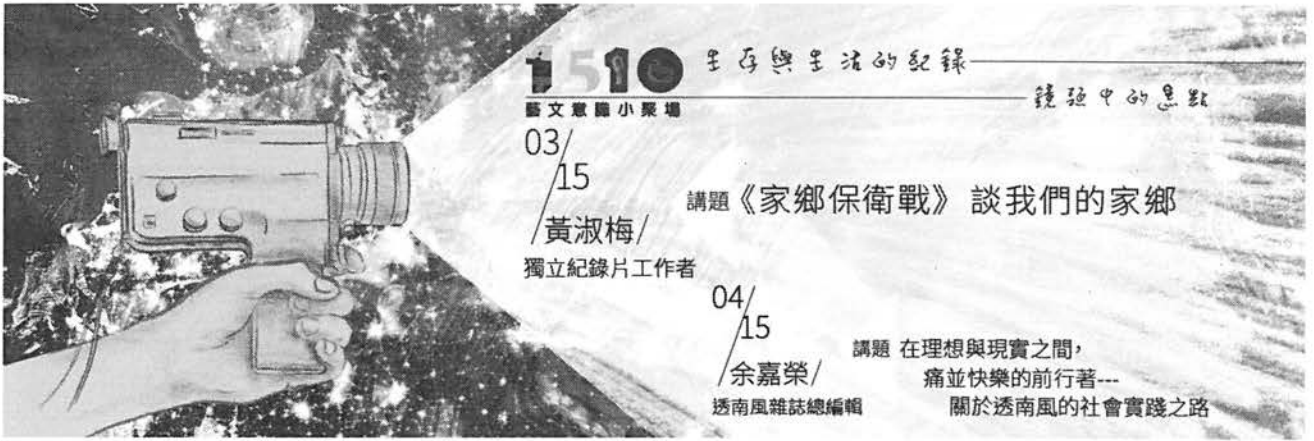 1510
生存與生活的紀錄
鏡頭中的焦點
藝文意識小聚場
03/15
講題《家鄉保衛戰》談我們的家鄉
黃淑梅/
獨立紀錄片工作者
04/15
余嘉榮/
透南風雜誌總編輯
講題 在理想與現實之間，
痛並快樂的前行著---
關於透南風的社會實踐之路